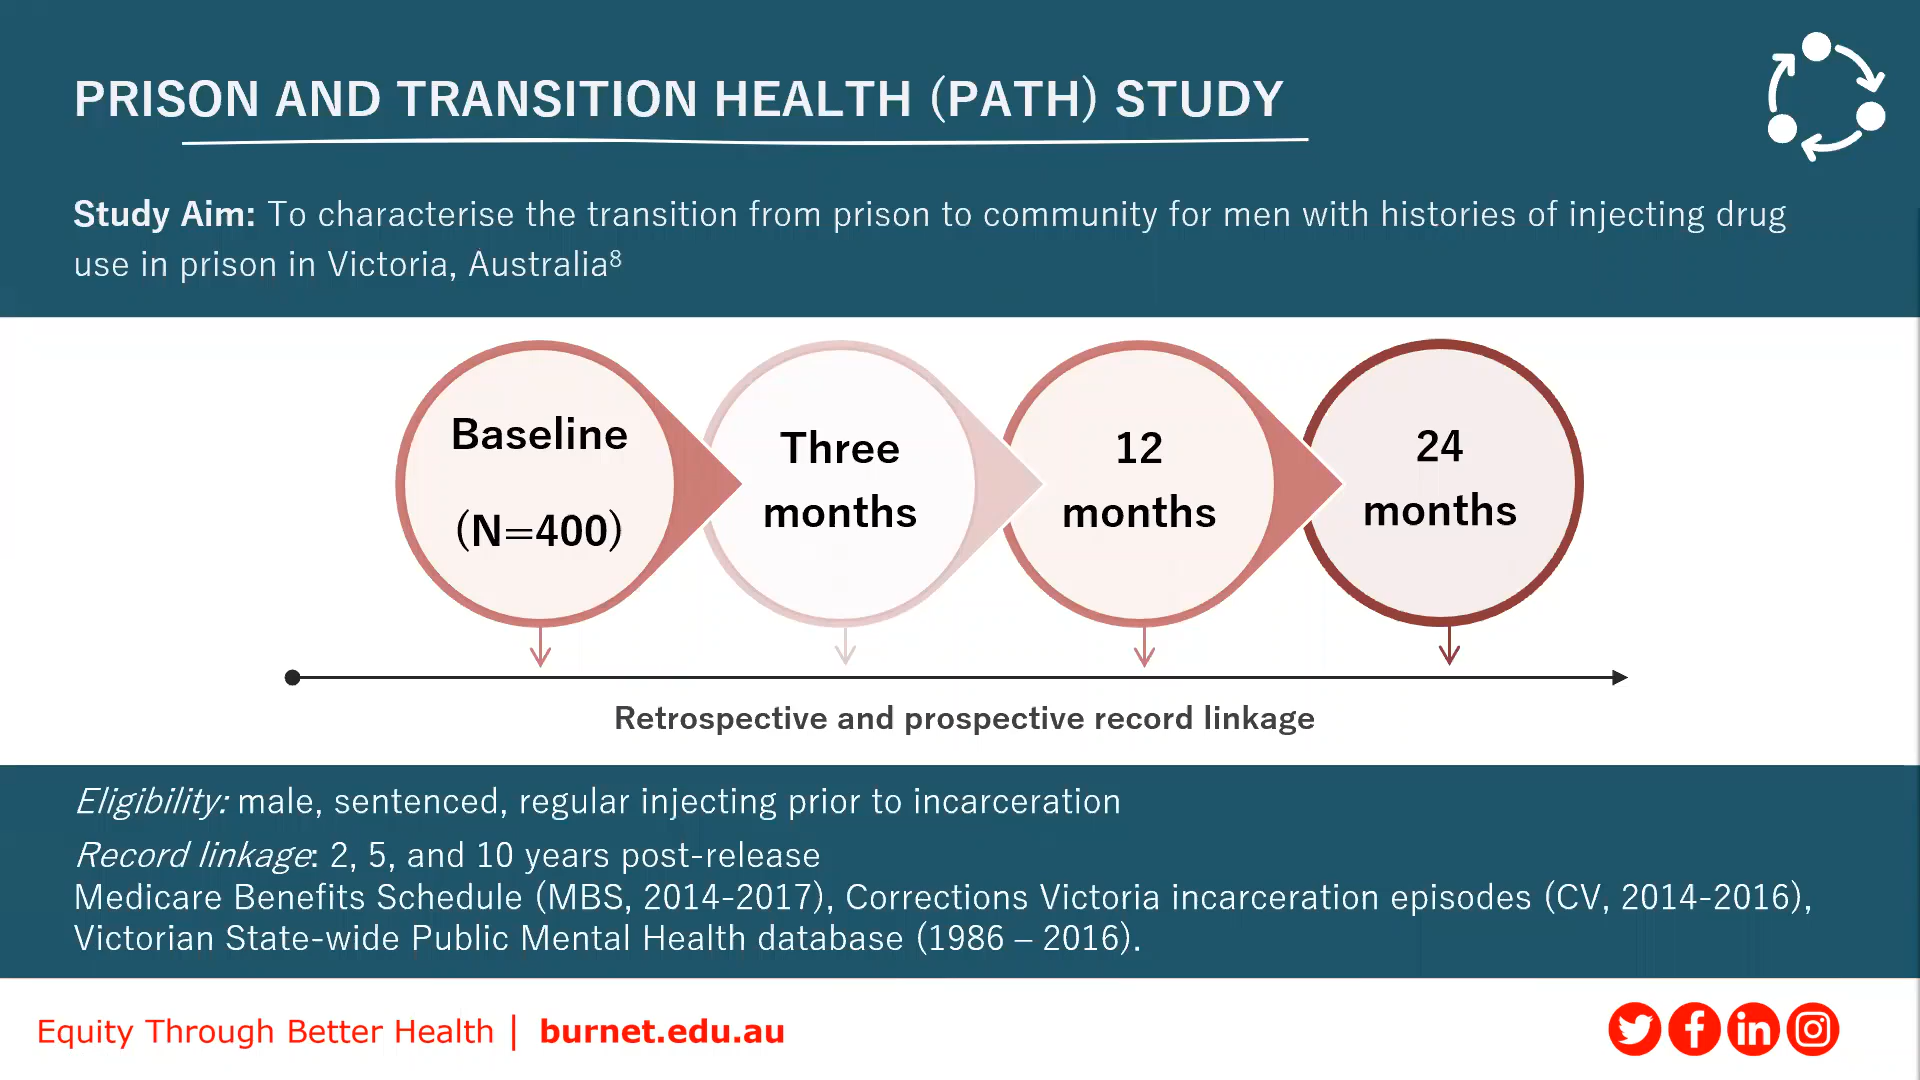 PRISON AND TRANSITION HEALTH (PATH) STUDY
Study Aim: To characterise the transition from prison to community for men with histories of injecting drug
use in prison in Victoria, Australia⁸
Baseline
(N=400)
Three
months
12
months
24
months
Retrospective and prospective record linkage
Eligibility: male, sentenced, regular injecting prior to incarceration
Record linkage: 2, 5, and 10 years post-release
Medicare Benefits Schedule (MBS, 2014-2017), Corrections Victoria incarceration episodes (CV, 2014-2016),
Victorian State-wide Public Mental Health database (1986 – 2016).
Equity Through Better Health | burnet.edu.au